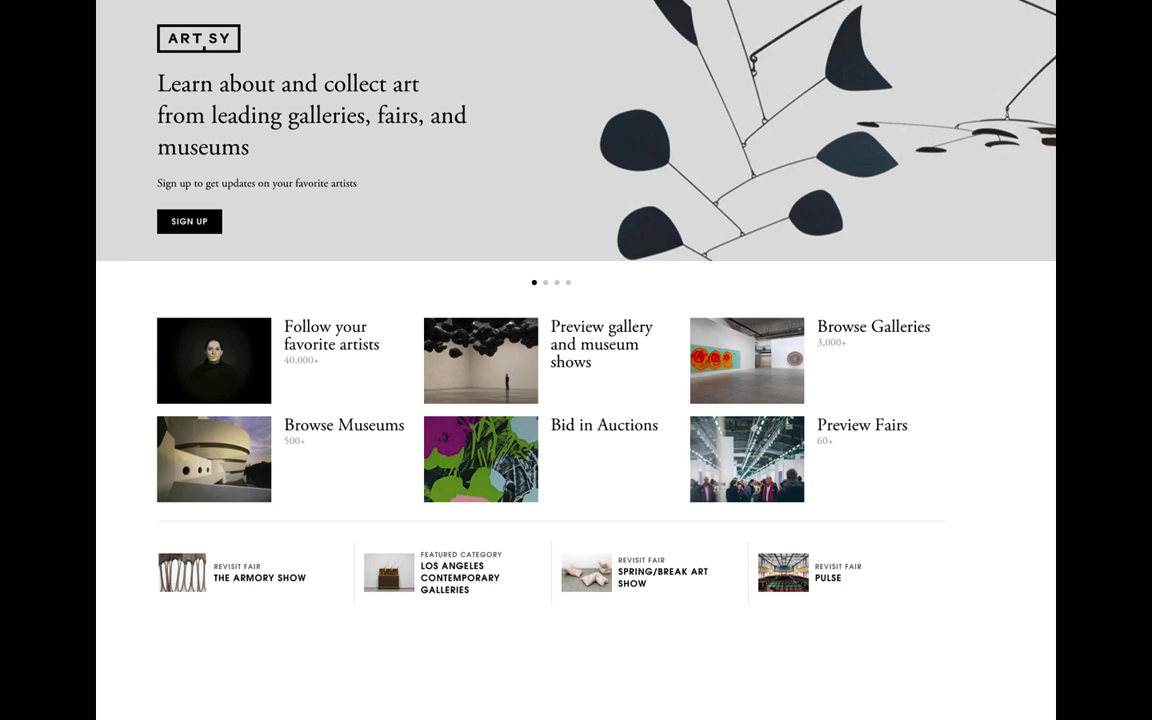 ART SY
Learn about and collect art
from leading galleries, fairs, and
museums
Sign up to get updates on your favorite artists
SIGN UP
Follow your
favorite artists
40,000+
Preview gallery
and museum
shows
Browse Galleries
3,000+
Browse Museums
500+
Bid in Auctions
Preview Fairs
60+
REVISIT FAIR
THE ARMORY SHOW
FEATURED CATEGORY
LOS ANGELES
CONTEMPORARY
GALLERIES
REVISIT FAIR
SPRING/BREAK ART
SHOW
REVISIT FAIR
PULSE